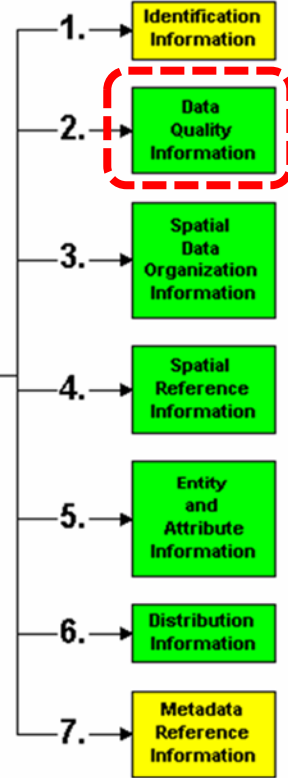 1.
Identification
Information
2.
Data
Quality
Information
3.
Spatial
Data
Organization
Information
4.
Spatial
Reference
Information
5.
Entity
and
Attribute
Information
6.
Distribution
Information
7.
Metadata
Reference
Information